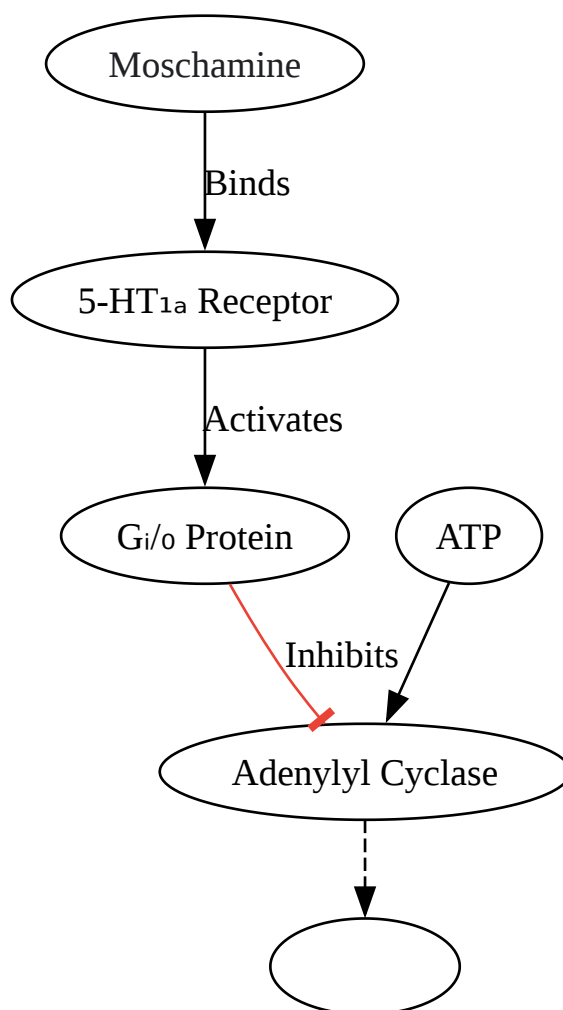 Moschamine
Binds
5-HT₁ₐ Receptor
Activates
Gᵢ/₀ Protein
ATP
Inhibits
Adenylyl Cyclase